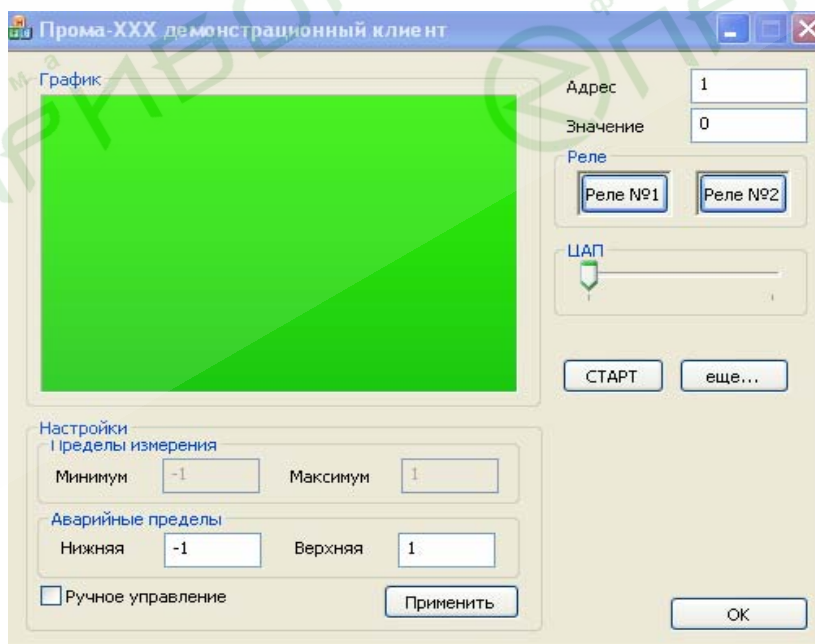 Прома-XXX демонстрационный клиент
График
Адрес 1
Значение 0
Реле
Реле №1 Реле №2
ЦАП
СТАРТ еще...
Настройки
Пределы измерения
Минимум -1 Максимум 1
Аварийные пределы
Нижняя -1 Верхняя 1
Ручное управление Применить
OK